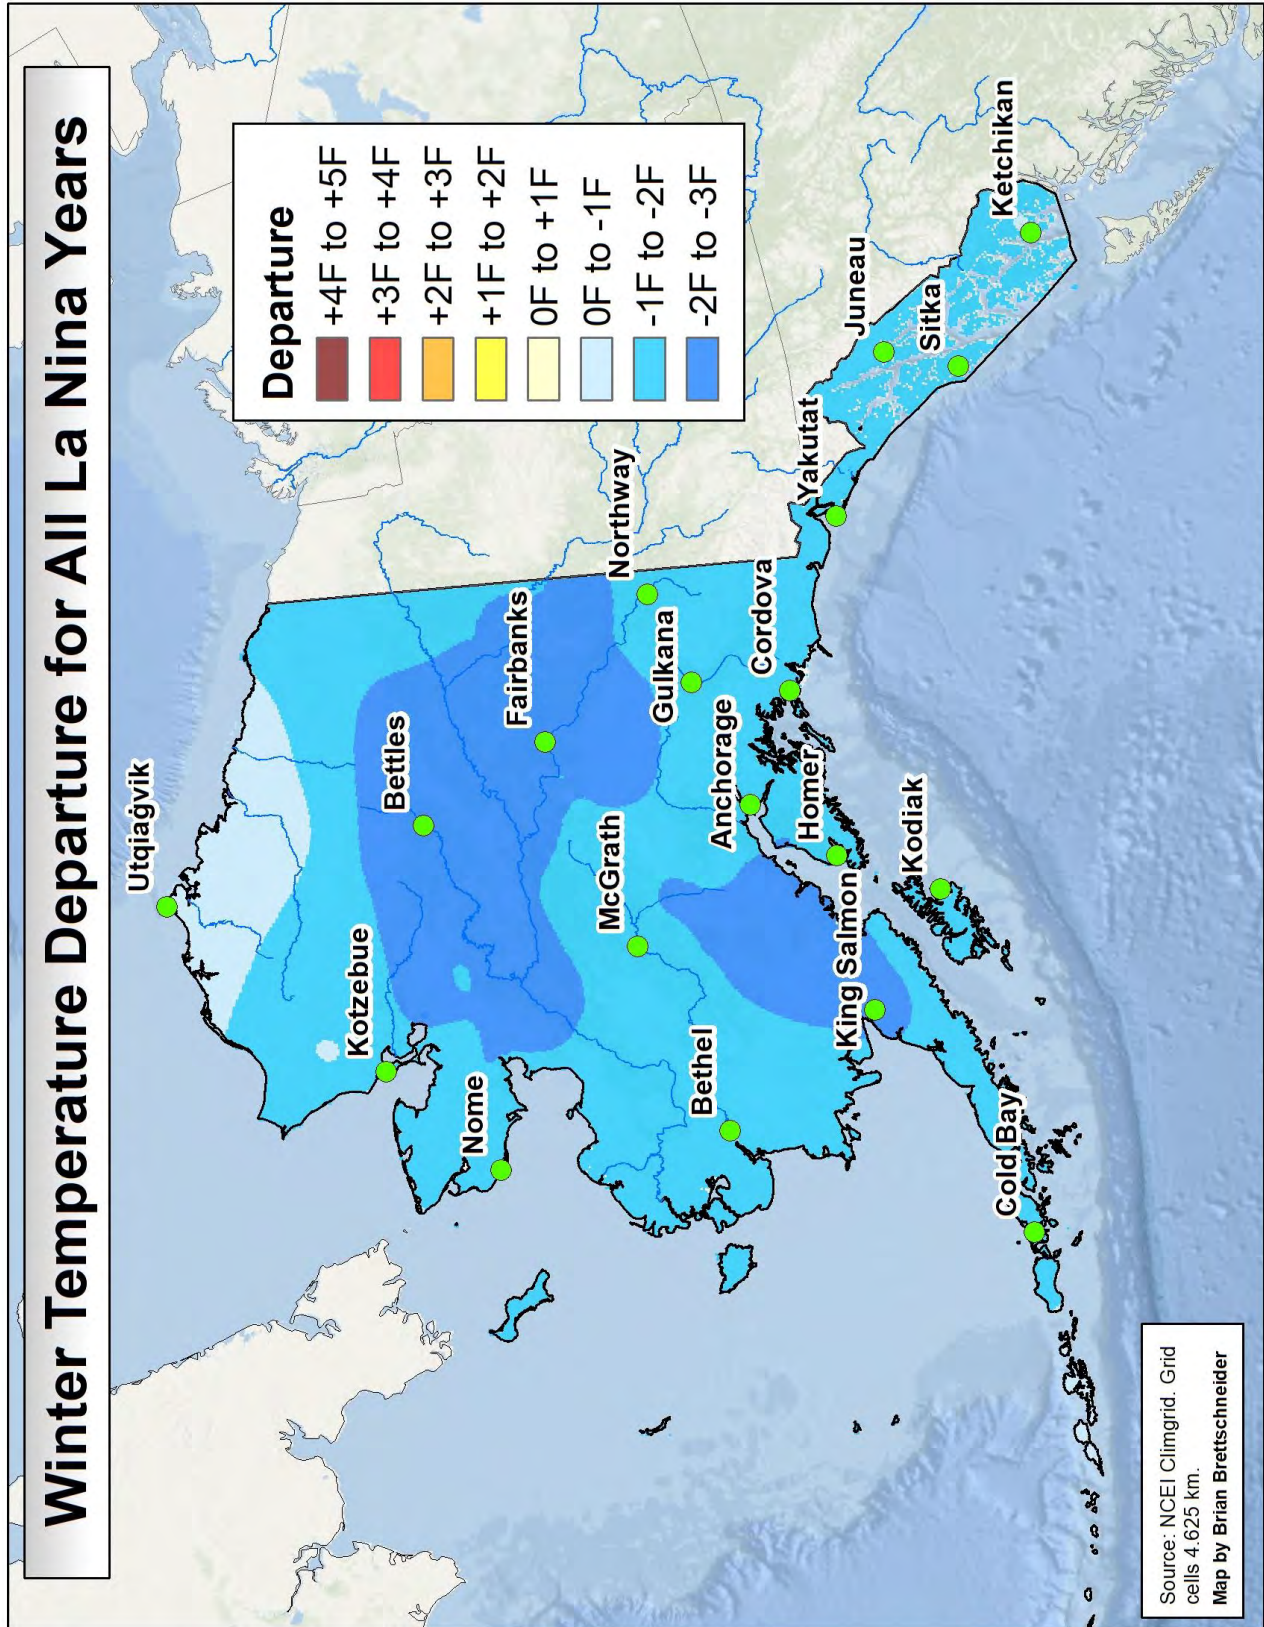 Winter Temperature Departure for All La Nina Years
Departure
+4F to +5F
+3F to +4F
+2F to +3F
+1F to +2F
0F to +1F
0F to -1F
-1F to -2F
-2F to -3F
Utqiaġvik
Kotzebue
Bettles
Nome
Fairbanks
Northway
McGrath
Gulkana
Bethel
Anchorage
Cordova
Yakutat
Juneau
Homer
King Salmon
Sitka
Kodiak
Ketchikan
Cold Bay
Source: NCEI Climgrid. Grid
cells 4.625 km.
Map by Brian Brettschneider